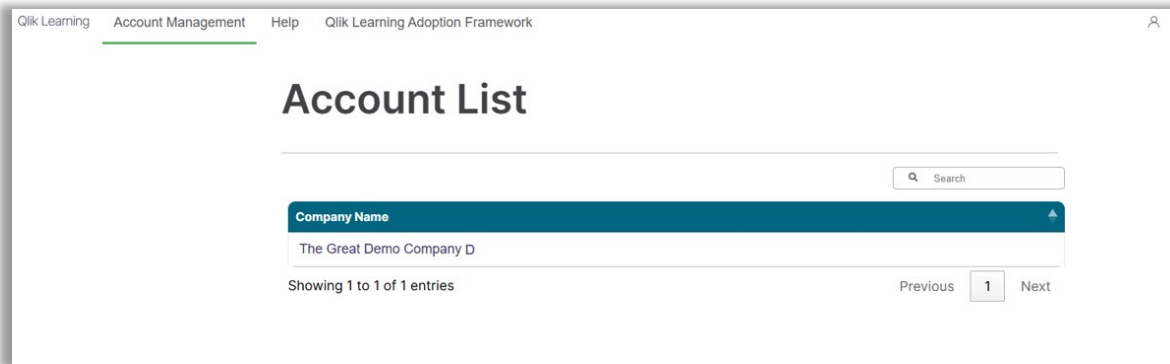 Qlik Learning Account Management Help Qlik Learning Adoption Framework
Account List
Search
Company Name
The Great Demo Company D
Showing 1 to 1 of 1 entries Previous 1 Next